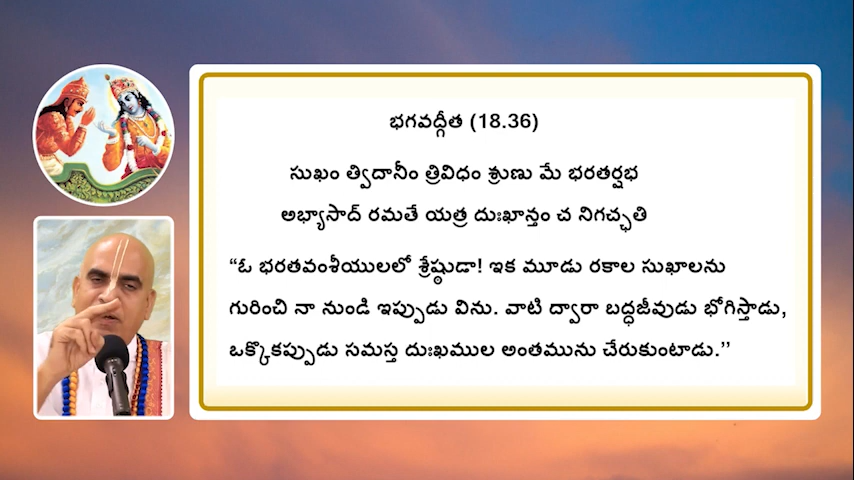 భగవద్గీత (18.36)
సుఖం త్విదానీం త్రివిధం శ్రుణు మే భరతర్షభ
అభ్యాసాద్ రమతే యత్ర దుఃఖాన్తం చ నిగచ్ఛతి
“ఓ భరతవంశీయులలో శ్రేష్ఠుడా! ఇక మూడు రకాల సుఖాలను
గురించి నా నుండి ఇప్పుడు విను. వాటి ద్వారా బద్ధజీవుడు భోగిస్తాడు,
ఒక్కొకప్పుడు సమస్త దుఃఖముల అంతమును చేరుకుంటాడు.’’